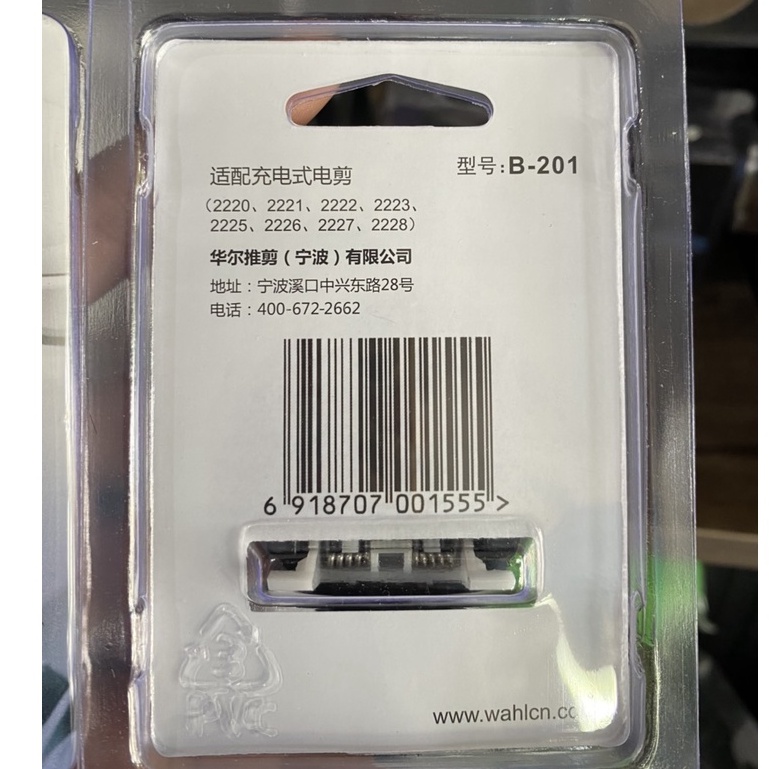 型号:B-201
适配充电式电剪
（2220、2221、2222、2223、
2225、2226、2227、2228）
华尔推剪（宁波）有限公司
地址：宁波溪口中兴东路28号
电话：400-672-2662
6 918707 001555 >
3
PVC
www.wahlcn.co